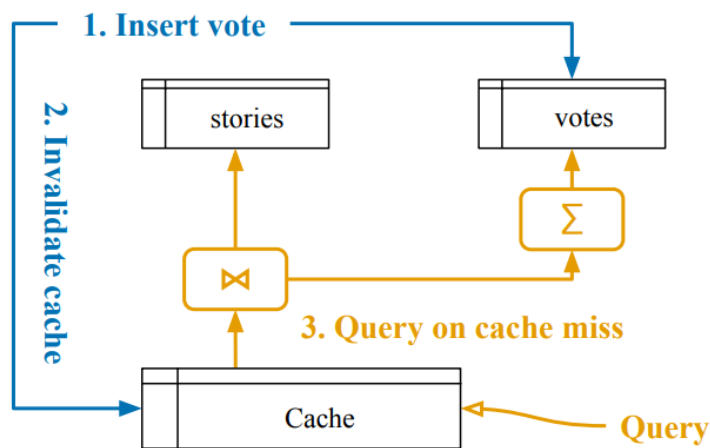 1. Insert vote
2. Invalidate cache
stories
votes
Σ
⋈
3. Query on cache miss
Cache
Query